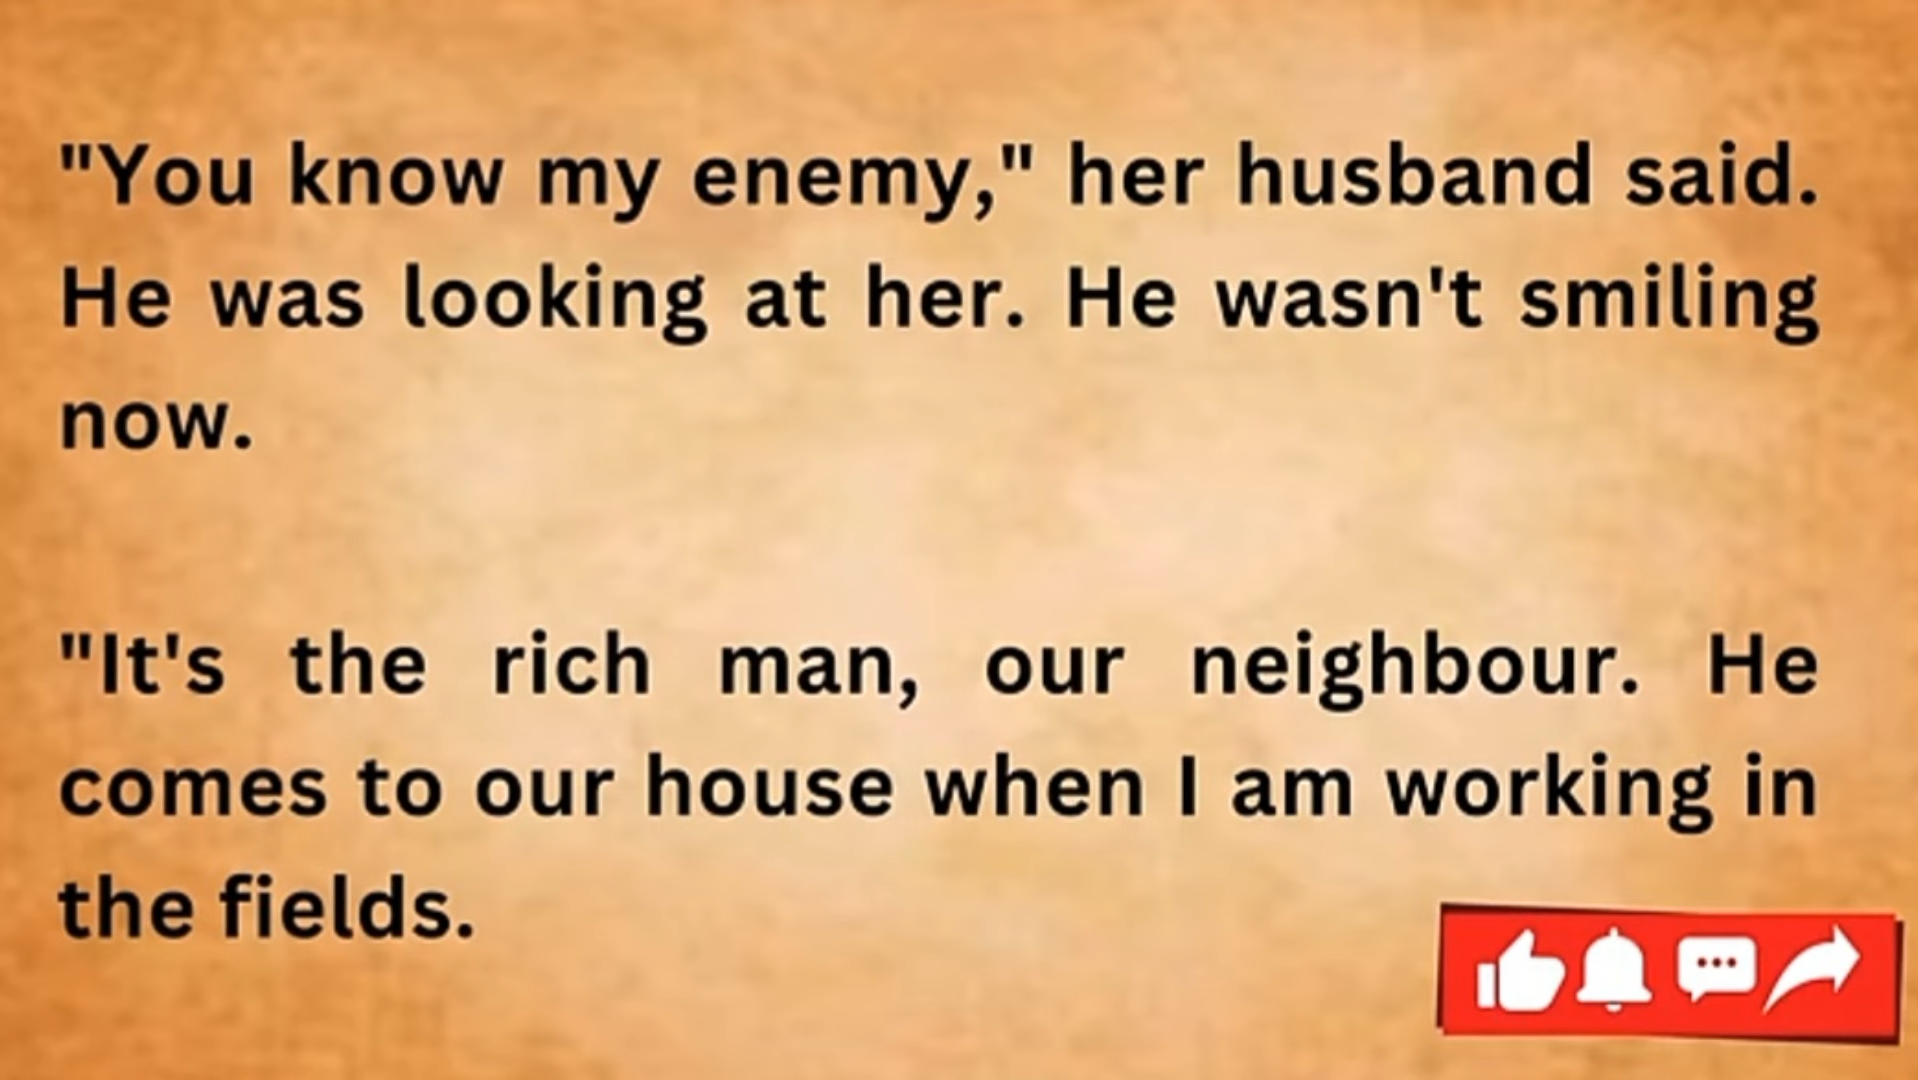 "You know my enemy," her husband said.
He was looking at her. He wasn't smiling
now.
"It's the rich man, our neighbour. He
comes to our house when I am working in
the fields.